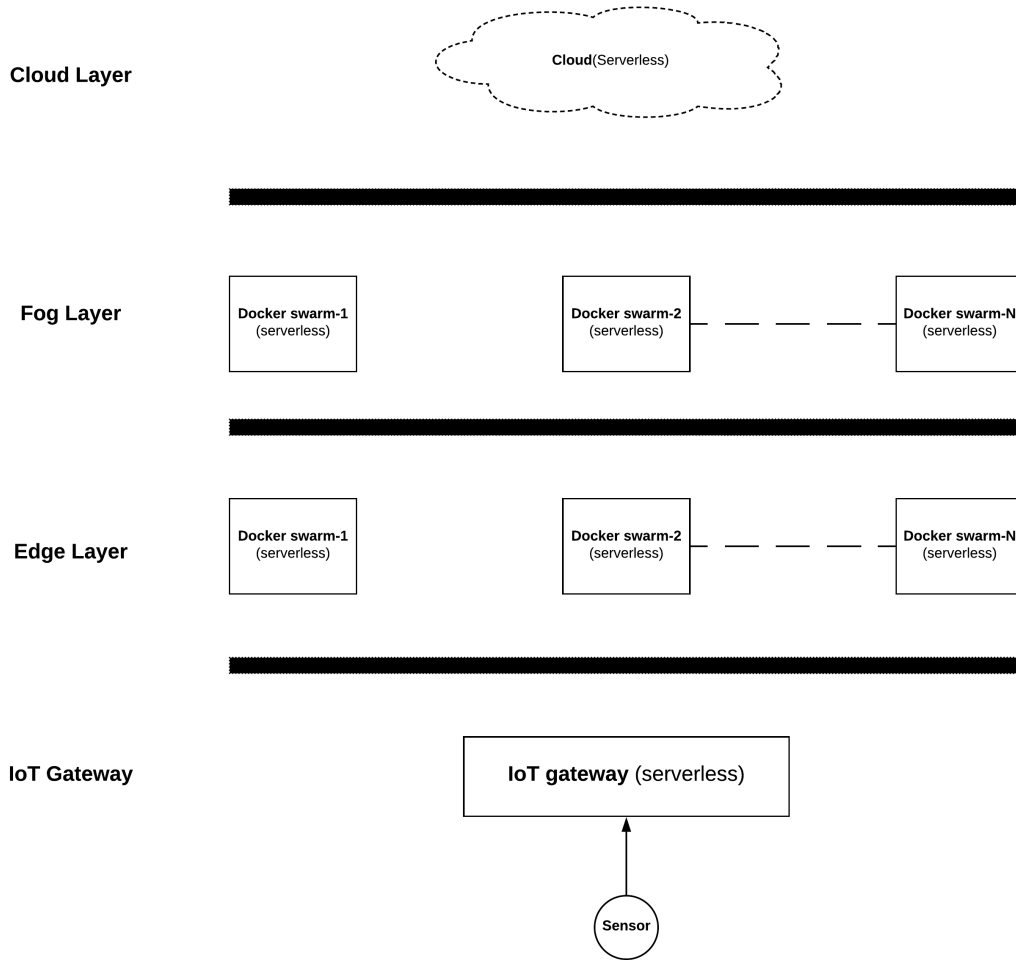 Cloud Layer
Cloud(Serverless)
Fog Layer
Docker swarm-1
(serverless)
Docker swarm-2
(serverless)
Docker swarm-N
(serverless)
Edge Layer
Docker swarm-1
(serverless)
Docker swarm-2
(serverless)
Docker swarm-N
(serverless)
IoT Gateway
IoT gateway (serverless)
Sensor